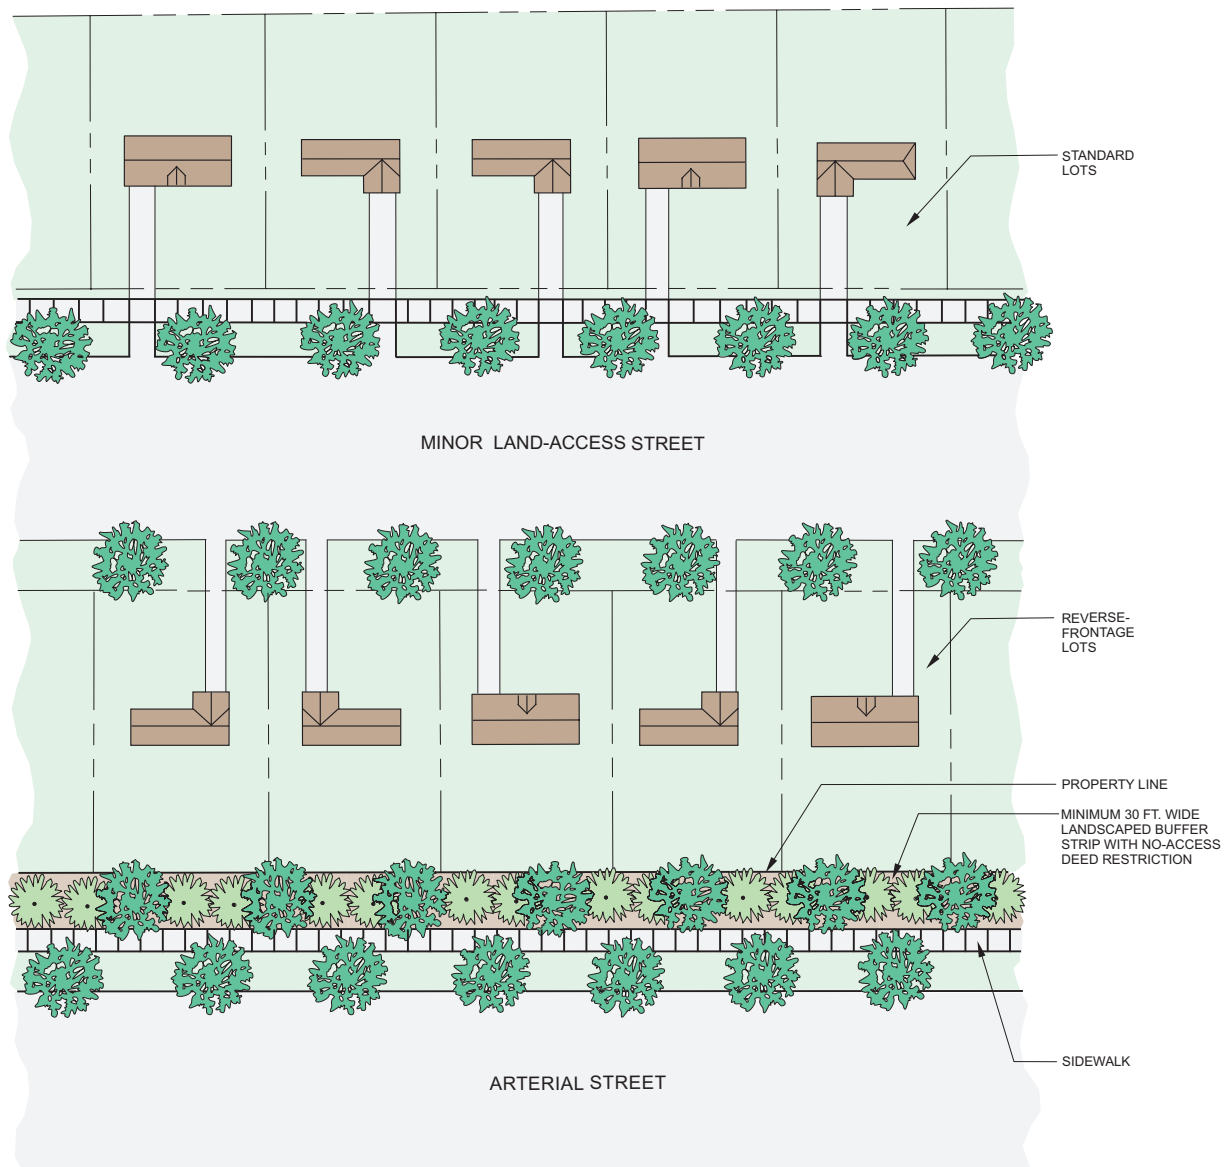 STANDARD
LOTS
MINOR LAND-ACCESS STREET
REVERSE-
FRONTAGE
LOTS
PROPERTY LINE
MINIMUM 30 FT. WIDE
LANDSCAPED BUFFER
STRIP WITH NO-ACCESS
DEED RESTRICTION
SIDEWALK
ARTERIAL STREET